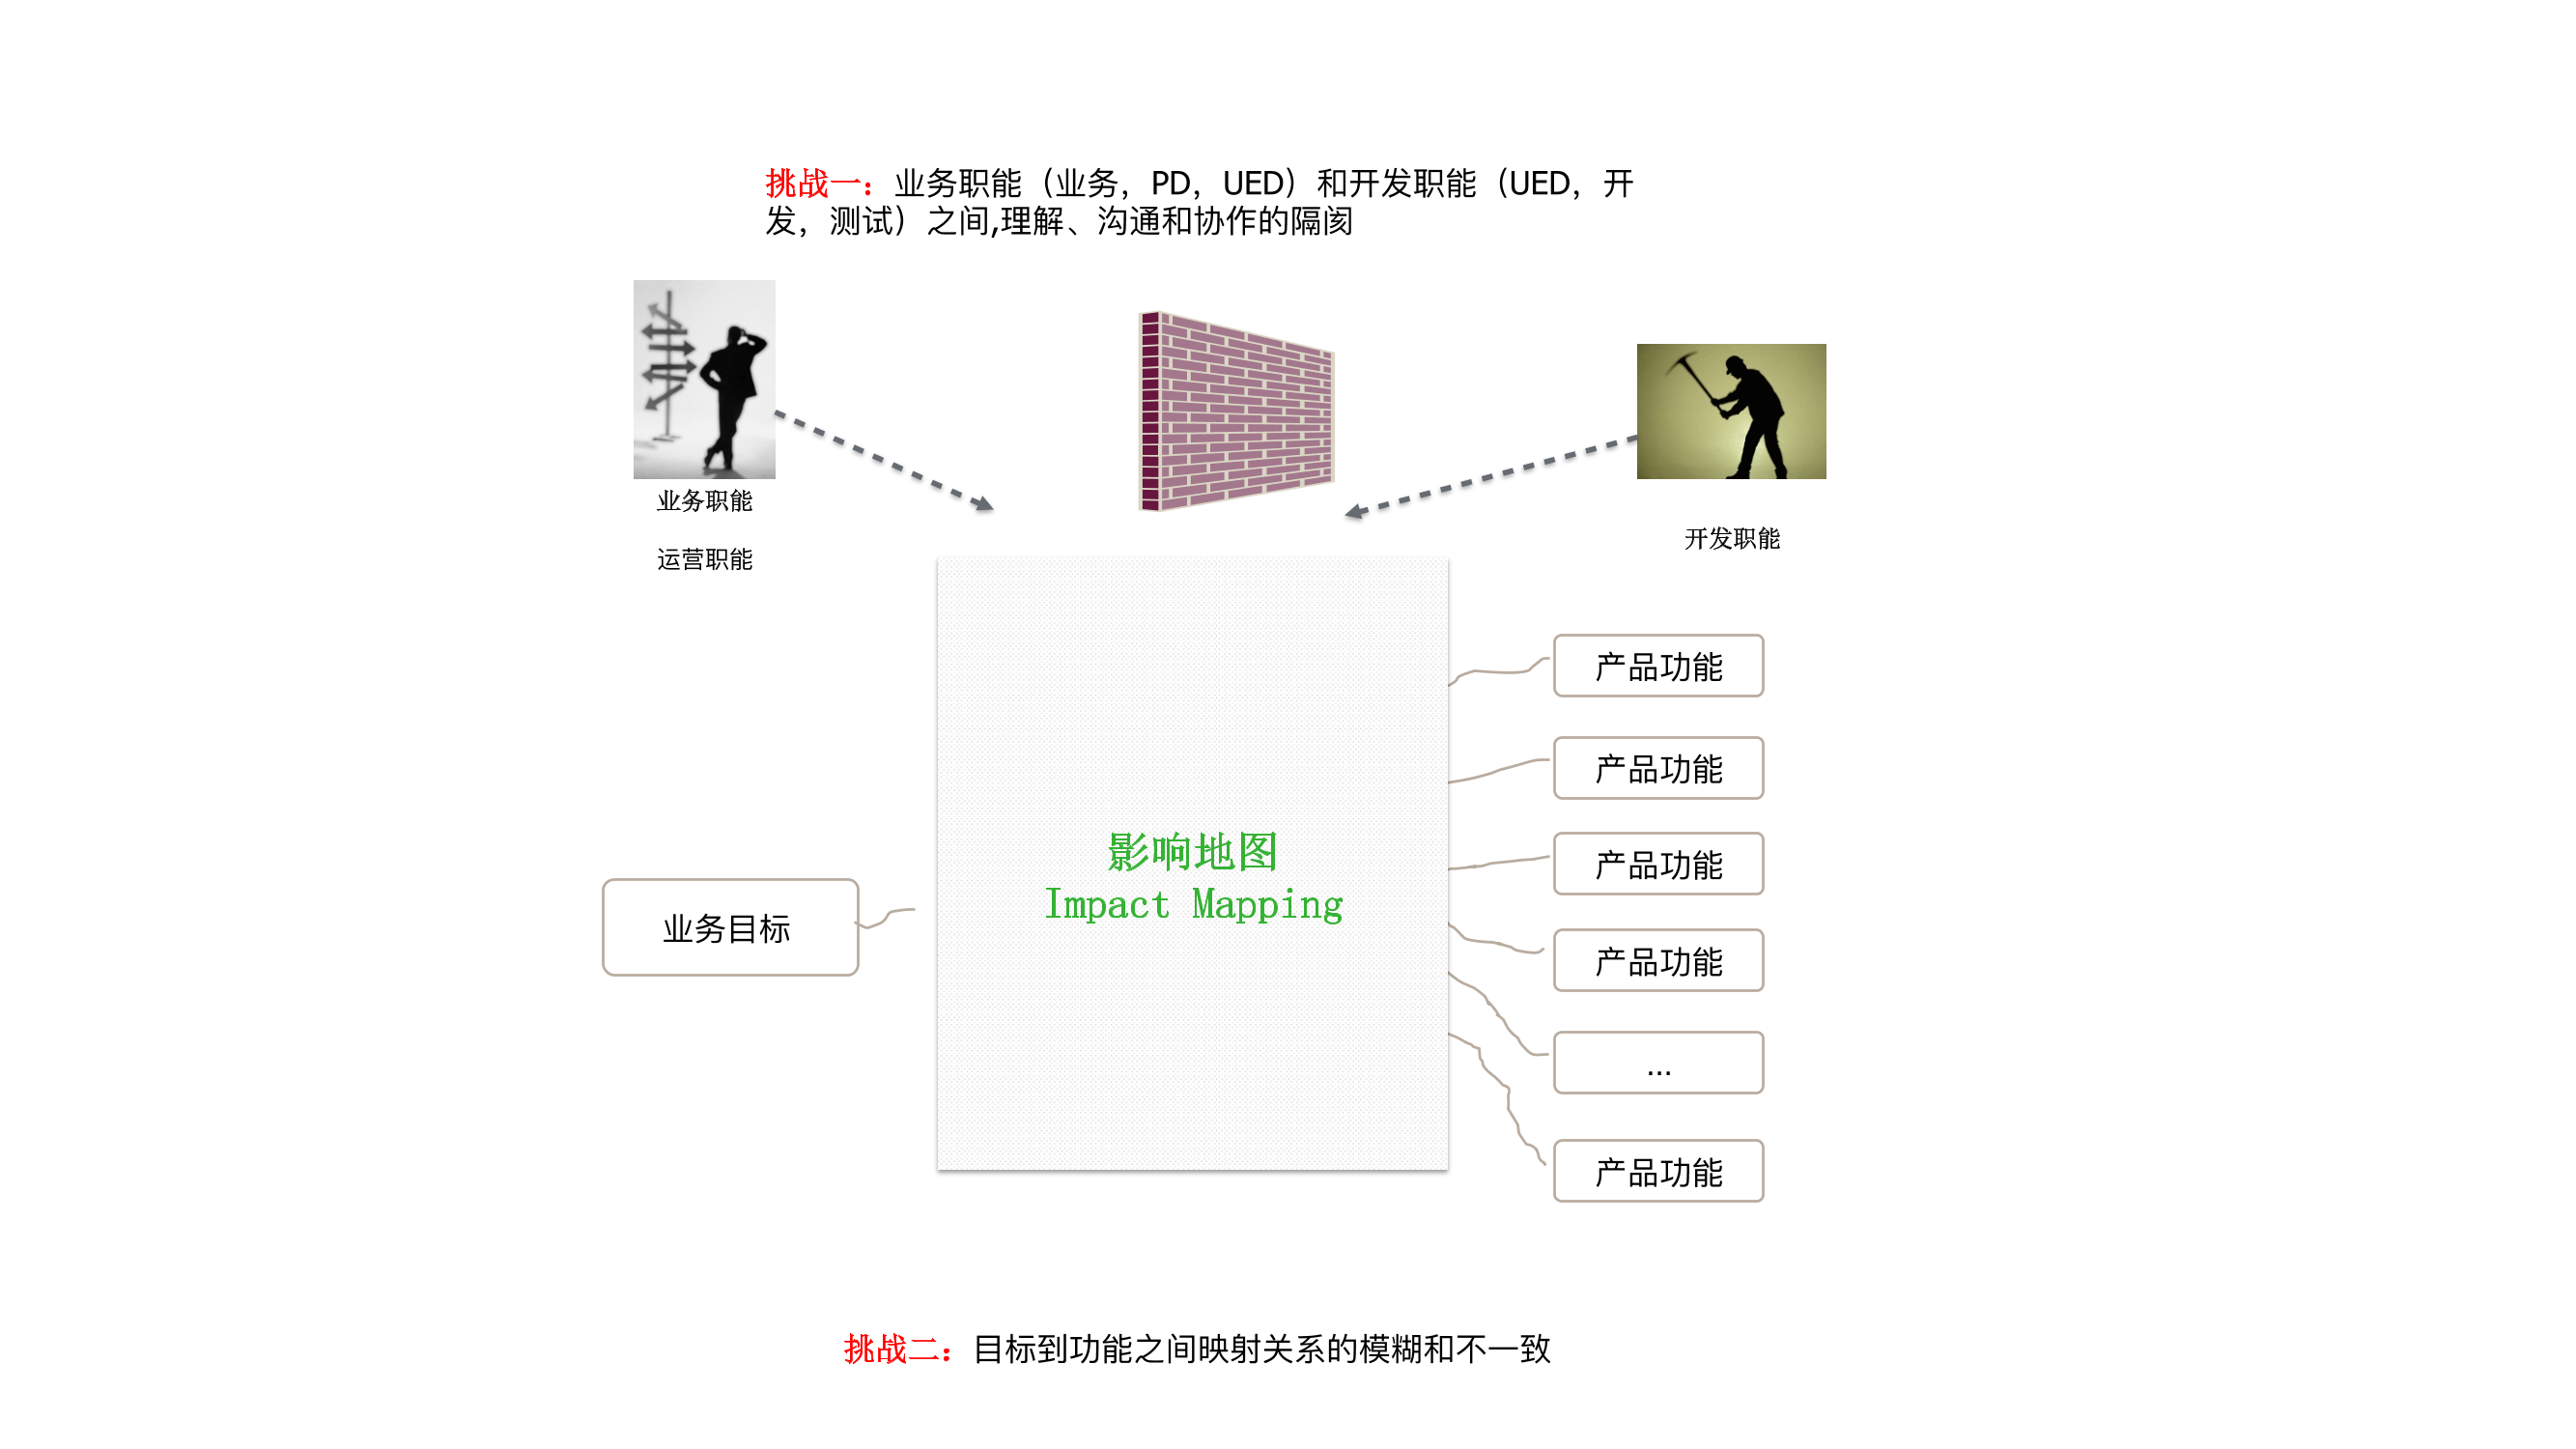 挑战一：业务职能（业务，PD，UED）和开发职能（UED，开
发，测试）之间,理解、沟通和协作的隔阂
业务职能
运营职能
开发职能
产品功能
产品功能
影响地图
Impact Mapping
产品功能
业务目标
产品功能
...
产品功能
挑战二：目标到功能之间映射关系的模糊和不一致